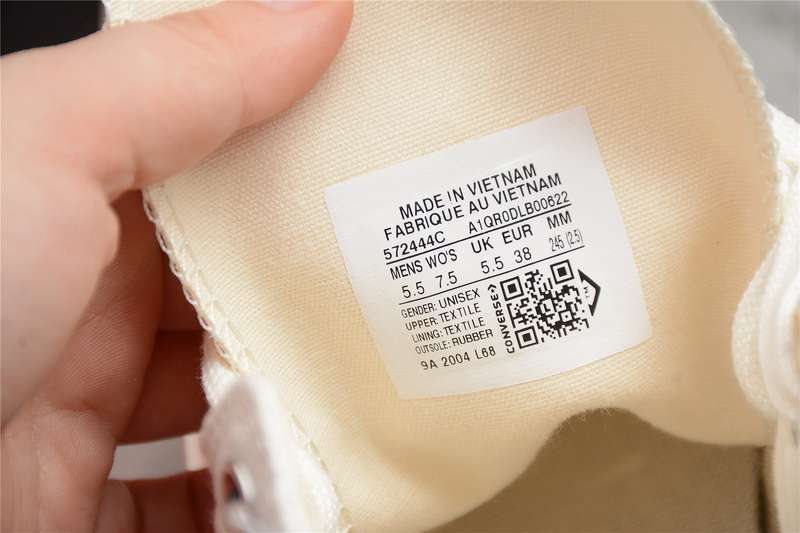 MADE IN VIETNAM
FABRIQUE AU VIETNAM
572444C A1QR0DLB00622
MENS WO'S UK EUR MM
5.5 7.5 5.5 38 245 (2.5)
GENDER: UNISEX
UPPER: TEXTILE
LINING: TEXTILE
OUTSOLE: RUBBER
9A 2004 L68
CONVERSE